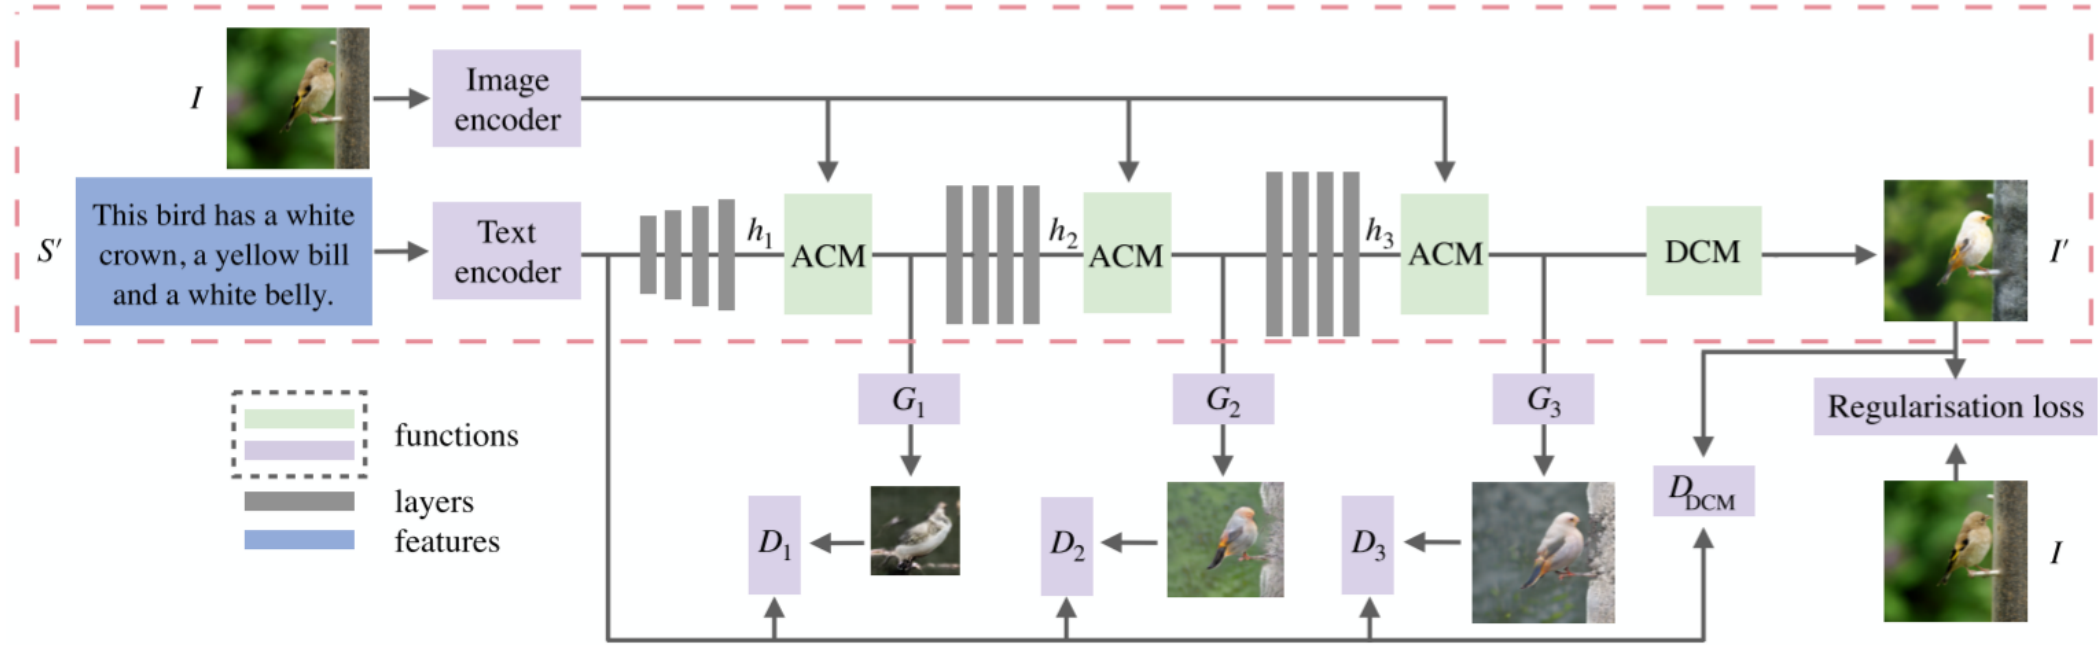 I
Image
encoder
S′
This bird has a white
crown, a yellow bill
and a white belly.
Text
encoder
h1
ACM
h2
ACM
h3
ACM
DCM
I′
G1
G2
G3
Regularisation loss
functions
layers
features
D1
D2
D3
DDCM
I